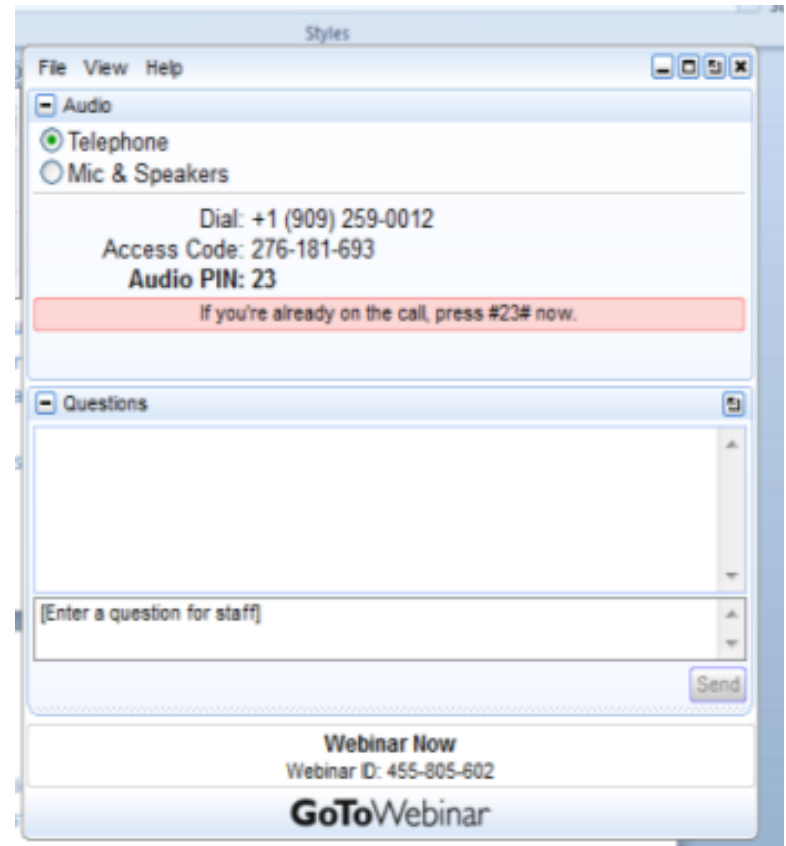 Styles
File View Help
Audio
Telephone
Mic & Speakers
Dial: +1 (909) 259-0012
Access Code: 276-181-693
Audio PIN: 23
If you're already on the call, press #23# now.
Questions
[Enter a question for staff]
Send
Webinar Now
Webinar ID: 455-805-602
GoToWebinar